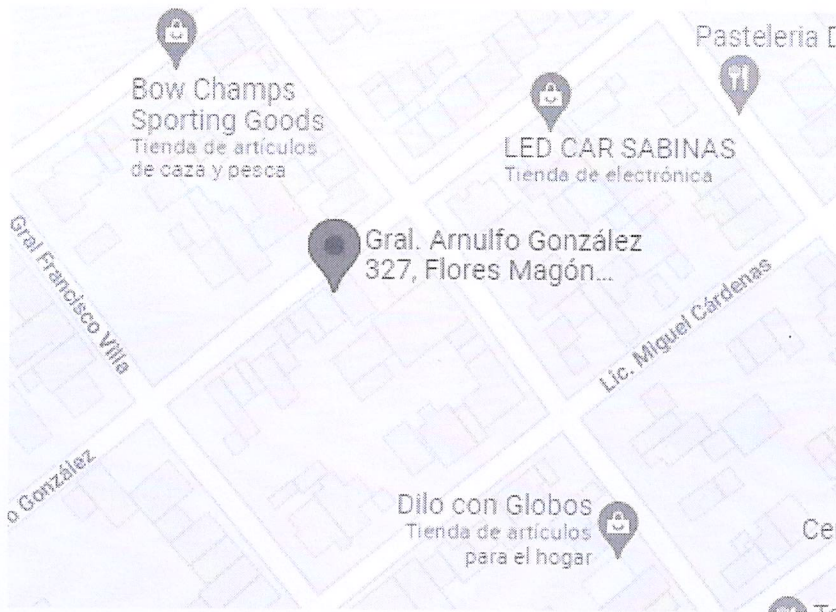 Pasteleria D
Bow Champs
Sporting Goods
Tienda de artículos
de caza y pesca
LED CAR SABINAS
Tienda de electrónica
Gral. Arnulfo González
327, Flores Magón...
Gral Francisco Villa
Lic. Miguel Cárdenas
o González
Dilo con Globos
Tienda de artículos
para el hogar
Ce